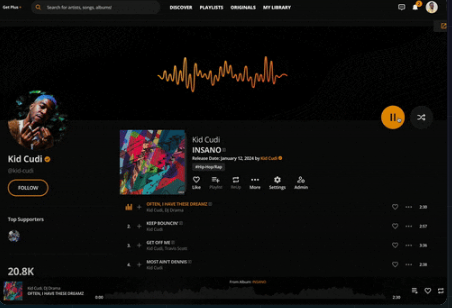 Get Plus
Search for artists, songs, albums!
DISCOVER
PLAYLISTS
ORIGINALS
MY LIBRARY
Kid Cudi
@kid-cudi
FOLLOW
Top Supporters
20.8K
Kid Cudi
INSANO
Release Date: January 12, 2024 by Kid Cudi
#Hip-Hop/Rap
Like
Playlist
Re-Up
More
Settings
Admin
OFTEN, I HAVE THESE DREAMZ
Kid Cudi, DJ Drama
2:39
2.
KEEP BOUNCIN'
Kid Cudi
2:57
3.
GET OFF ME
Kid Cudi, Travis Scott
3:36
4.
MOST AIN'T DENNIS
Kid Cudi
2:36
Kid Cudi, DJ Drama
OFTEN, I HAVE THESE DREAMZ
0:00
From Album: INSANO
2:39